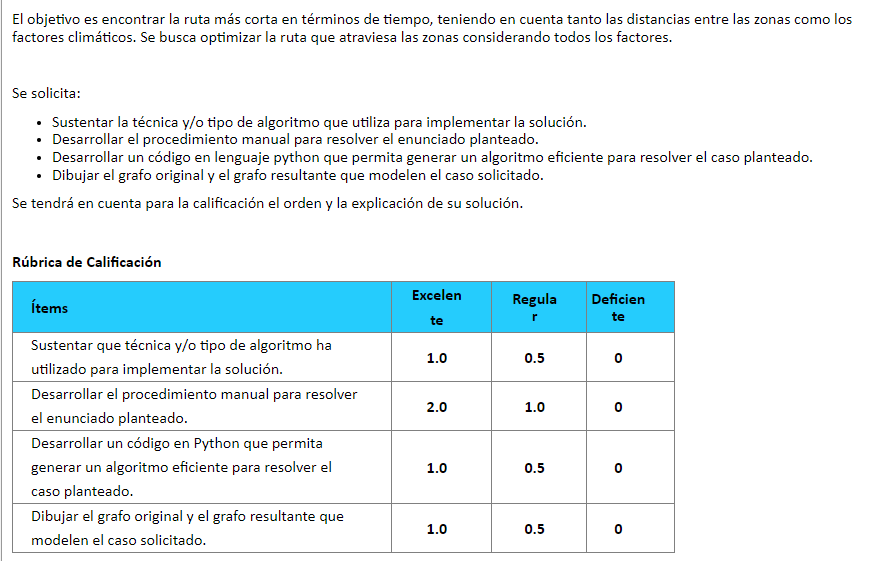 El objetivo es encontrar la ruta más corta en términos de tiempo, teniendo en cuenta tanto las distancias entre las zonas como los
factores climáticos. Se busca optimizar la ruta que atraviesa las zonas considerando todos los factores.
Se solicita:
• Sustentar la técnica y/o tipo de algoritmo que utiliza para implementar la solución.
• Desarrollar el procedimiento manual para resolver el enunciado planteado.
• Desarrollar un código en lenguaje python que permita generar un algoritmo eficiente para resolver el caso planteado.
• Dibujar el grafo original y el grafo resultante que modelen el caso solicitado.
Se tendrá en cuenta para la calificación el orden y la explicación de su solución.
Rúbrica de Calificación
Ítems
Excelen
te
Regula
r
Deficien
te
Sustentar que técnica y/o tipo de algoritmo ha
utilizado para implementar la solución.
1.0
0.5
0
Desarrollar el procedimiento manual para resolver
el enunciado planteado.
2.0
1.0
0
Desarrollar un código en Python que permita
generar un algoritmo eficiente para resolver el
caso planteado.
1.0
0.5
0
Dibujar el grafo original y el grafo resultante que
modelen el caso solicitado.
1.0
0.5
0